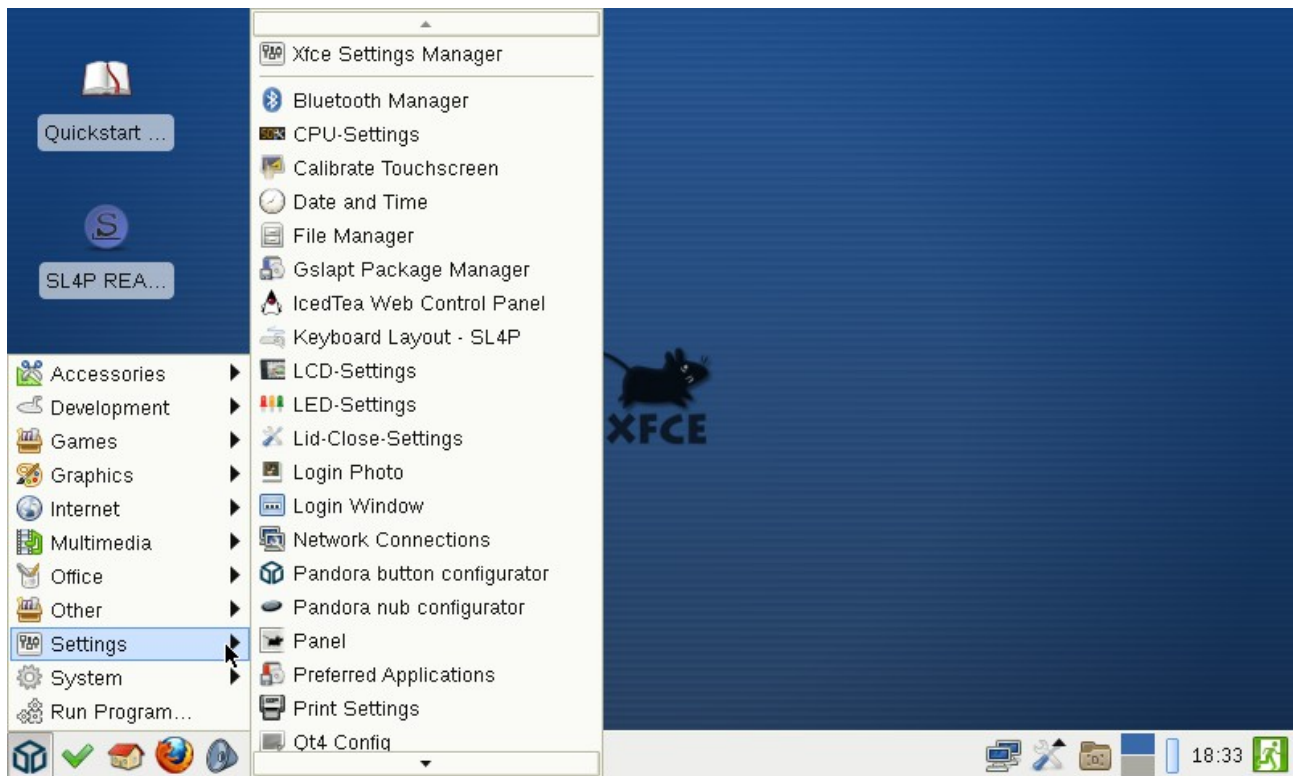 Quickstart ...
SL4P REA...
Accessories
Development
Games
Graphics
Internet
Multimedia
Office
Other
Settings
System
Run Program...
Xfce Settings Manager
Bluetooth Manager
CPU-Settings
Calibrate Touchscreen
Date and Time
File Manager
Gslapt Package Manager
IcedTea Web Control Panel
Keyboard Layout - SL4P
LCD-Settings
LED-Settings
Lid-Close-Settings
Login Photo
Login Window
Network Connections
Pandora button configurator
Pandora nub configurator
Panel
Preferred Applications
Print Settings
Qt4 Config
XFCE
18:33